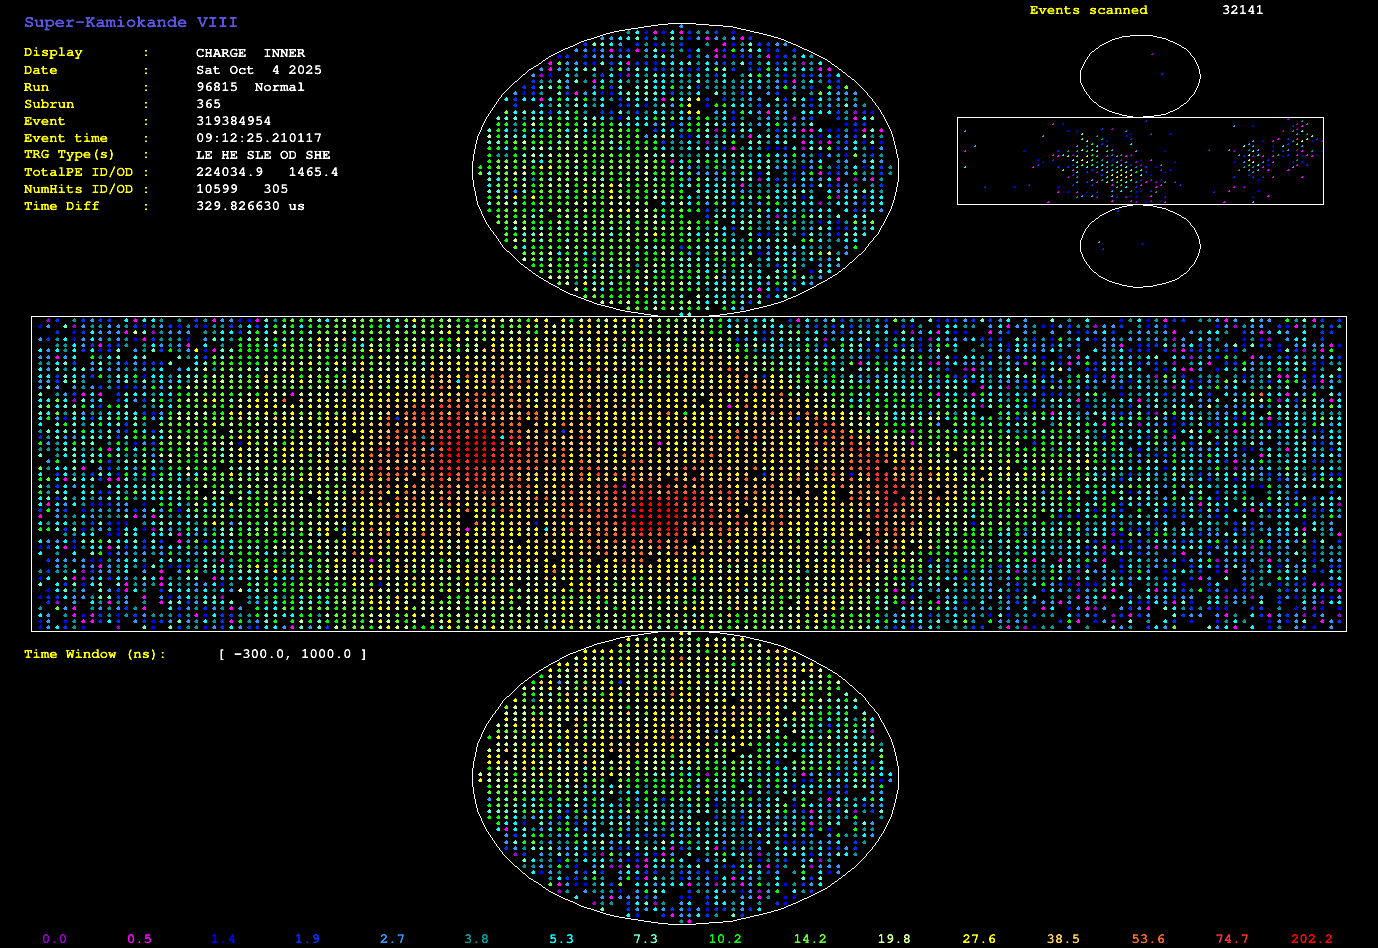 Super-Kamiokande VIII
Events scanned 32141
Display : CHARGE INNER
Date : Sat Oct 4 2025
Run : 96815 Normal
Subrun : 365
Event : 319384954
Event time : 09:12:25.210117
TRG Type(s) : LE HE SLE OD SHE
TotalPE ID/OD : 224034.9 1465.4
NumHits ID/OD : 10599 305
Time Diff : 329.826630 us
Time Window (ns): [ -300.0, 1000.0 ]
0.0 0.5 1.4 1.9 2.7 3.8 5.3 7.3 10.2 14.2 19.8 27.6 38.5 53.6 74.7 202.2